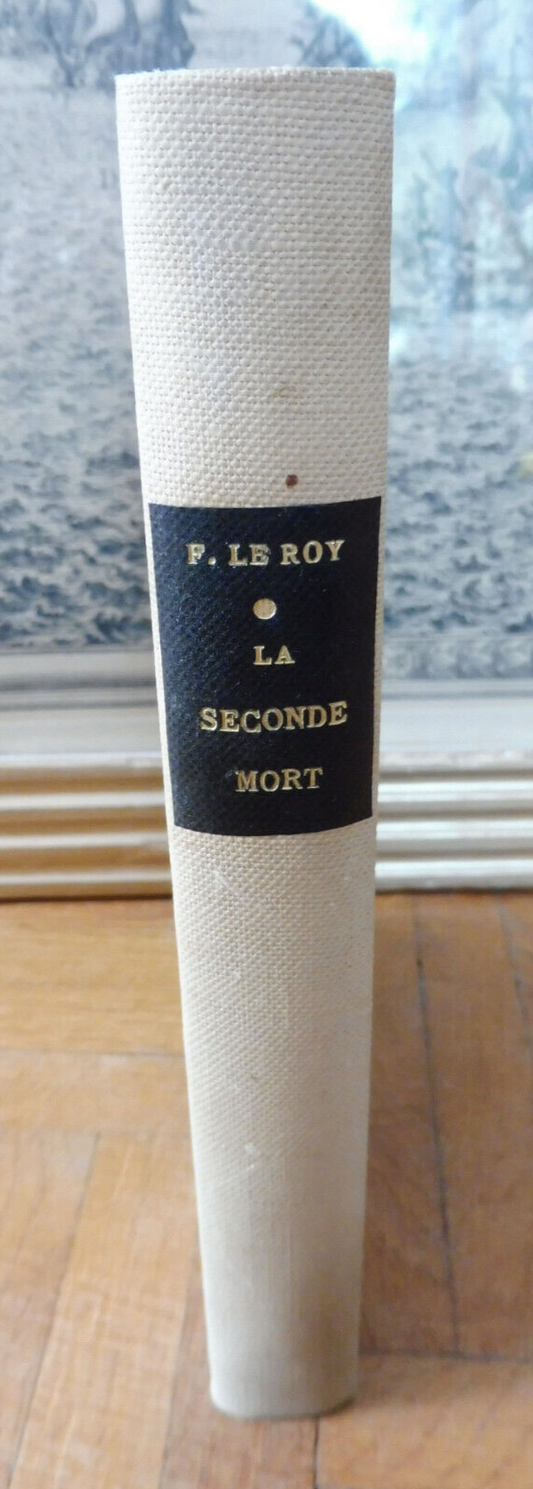 F. LE ROY
LA
SECONDE
MORT